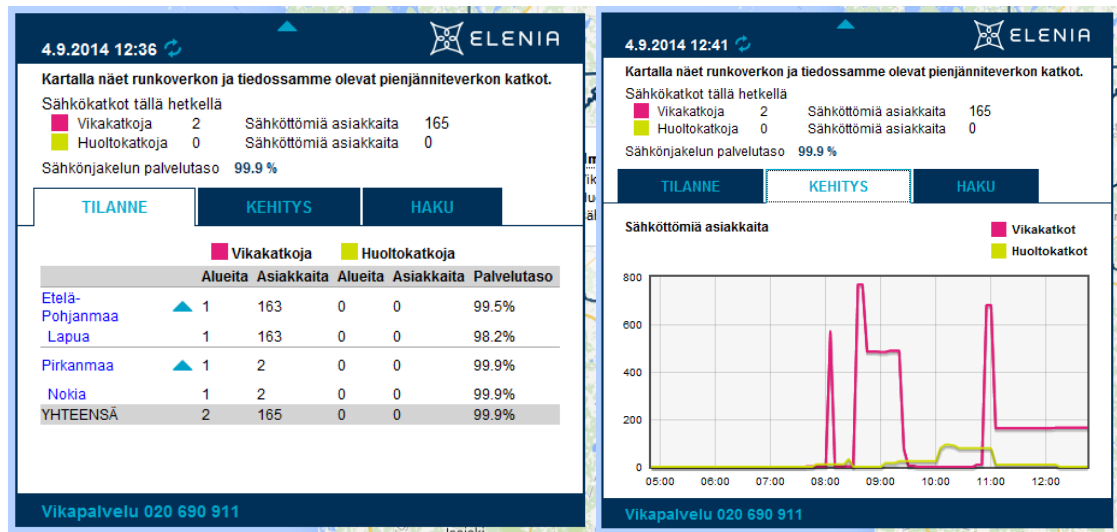 4.9.2014 12:36
ELENIA
Kartalla näet runkoverkon ja tiedossamme olevat pienjänniteverkon katkot.
Sähkökatkot tällä hetkellä
Vikakatkoja 2 Sähköttömiä asiakkaita 165
Huoltokatkoja 0 Sähköttömiä asiakkaita 0
Sähkönjakelun palvelutaso 99.9 %
TILANNE KEHITYS HAKU
Vikakatkoja Huoltokatkoja
Alueita Asiakkaita Alueita Asiakkaita Palvelutaso
Etelä-
Pohjanmaa 1 163 0 0 99.5%
Lapua 1 163 0 0 98.2%
Pirkanmaa 1 2 0 0 99.9%
Nokia 1 2 0 0 99.9%
YHTEENSÄ 2 165 0 0 99.9%
Vikapalvelu 020 690 911
4.9.2014 12:41
ELENIA
Kartalla näet runkoverkon ja tiedossamme olevat pienjänniteverkon katkot.
Sähkökatkot tällä hetkellä
Vikakatkoja 2 Sähköttömiä asiakkaita 165
Huoltokatkoja 0 Sähköttömiä asiakkaita 0
Sähkönjakelun palvelutaso 99.9 %
TILANNE KEHITYS HAKU
Sähköttömiä asiakkaita
Vikakatkot
Huoltokatkot
800
600
400
200
0
05:00 06:00 07:00 08:00 09:00 10:00 11:00 12:00
Vikapalvelu 020 690 911